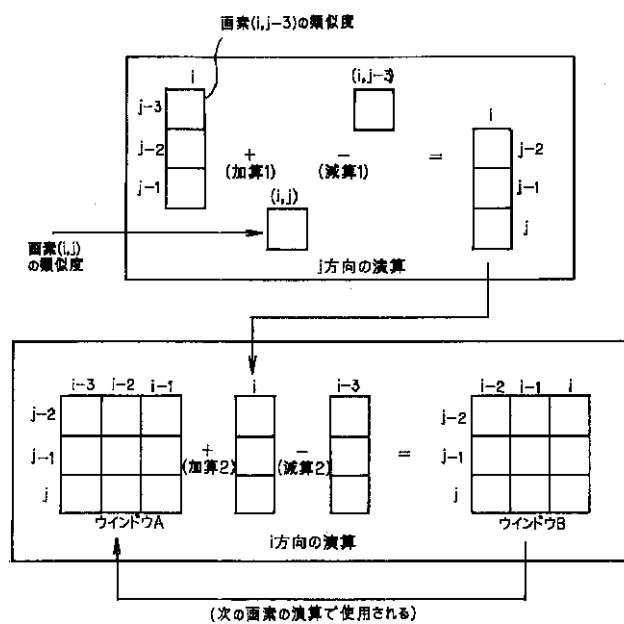 画素(i,j-3)の類似度
i
(i,j-3)
j-3
j-2
j-1
+
(加算1)
-
(減算1)
=
i
j-2
j-1
j
(i,j)
画素(i,j)
の類似度
j方向の演算
i-3 i-2 i-1
j-2
j-1
j
ウインドウA
+
(加算2)
i
-
(減算2)
i-3
=
i-2 i-1 i
j-2
j-1
j
ウインドウB
i方向の演算
(次の画素の演算で使用される)